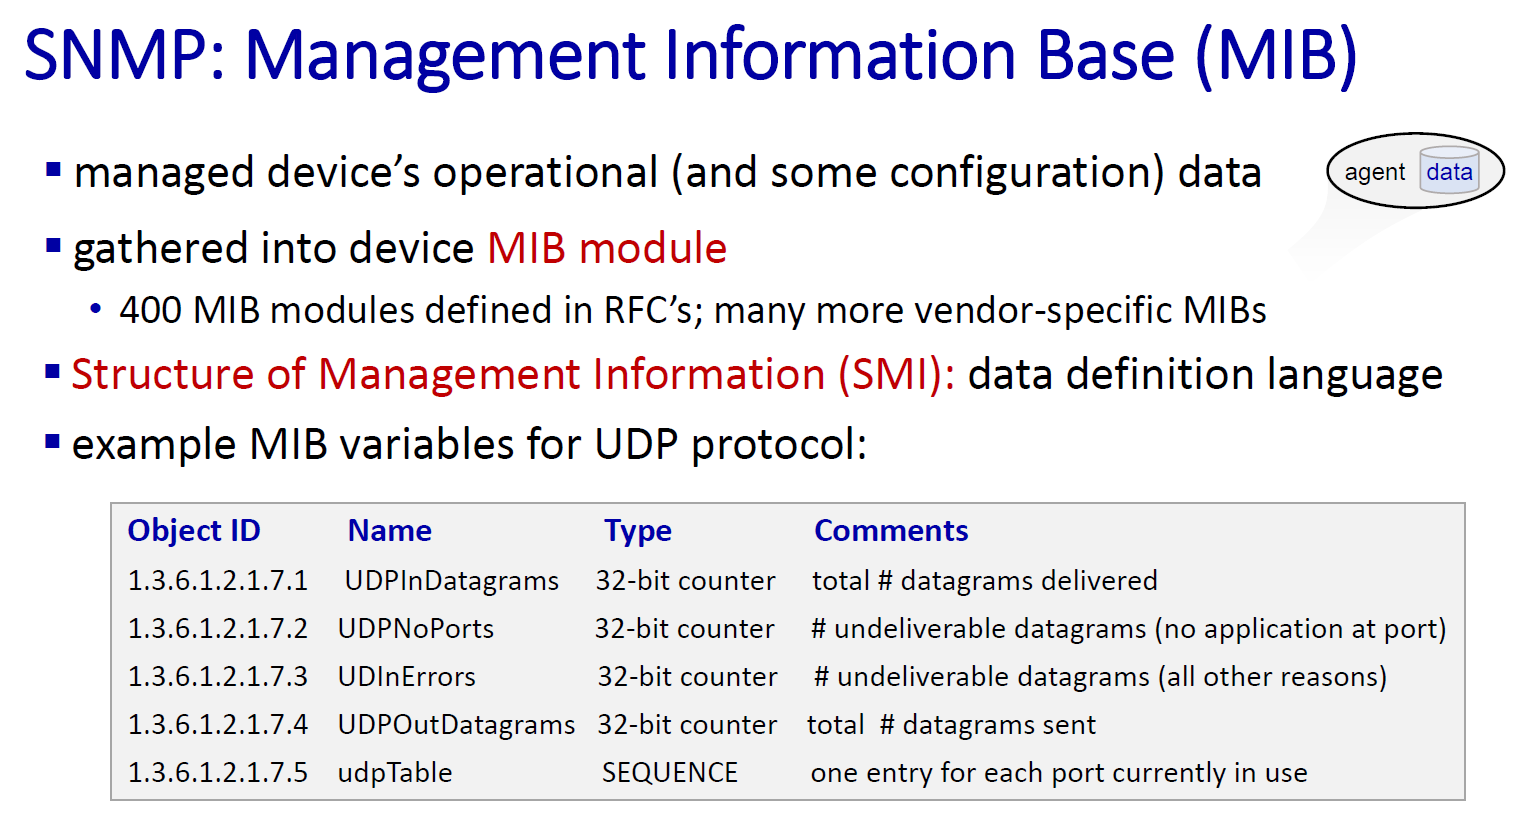 SNMP: Management Information Base (MIB)
▪ managed device’s operational (and some configuration) data
agent data
▪ gathered into device MIB module
• 400 MIB modules defined in RFC’s; many more vendor-specific MIBs
▪ Structure of Management Information (SMI): data definition language
▪ example MIB variables for UDP protocol:
Object ID Name Type Comments
1.3.6.1.2.1.7.1 UDPInDatagrams 32-bit counter total # datagrams delivered
1.3.6.1.2.1.7.2 UDPNoPorts 32-bit counter # undeliverable datagrams (no application at port)
1.3.6.1.2.1.7.3 UDInErrors 32-bit counter # undeliverable datagrams (all other reasons)
1.3.6.1.2.1.7.4 UDPOutDatagrams 32-bit counter total # datagrams sent
1.3.6.1.2.1.7.5 udpTable SEQUENCE one entry for each port currently in use